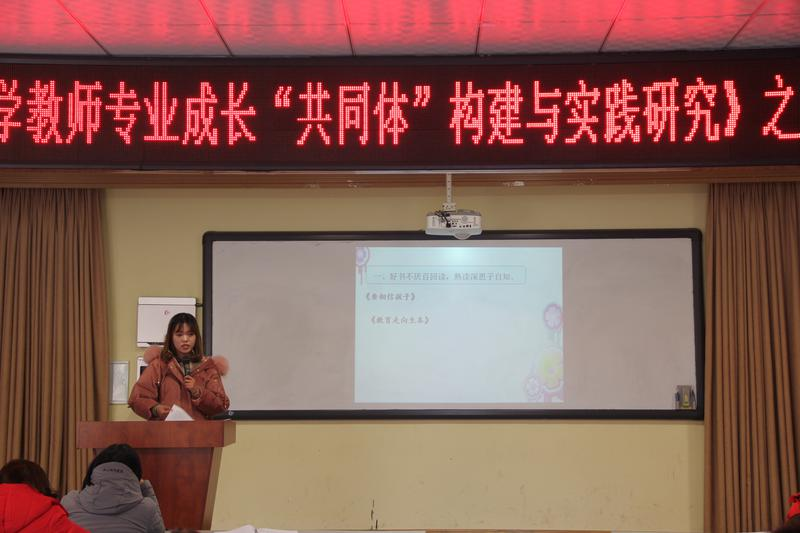 学教师专业成长“共同体”构建与实践研究》之
一、好书不厌百回读，熟读深思子自知。
《要相信孩子》
《教育走向生本》